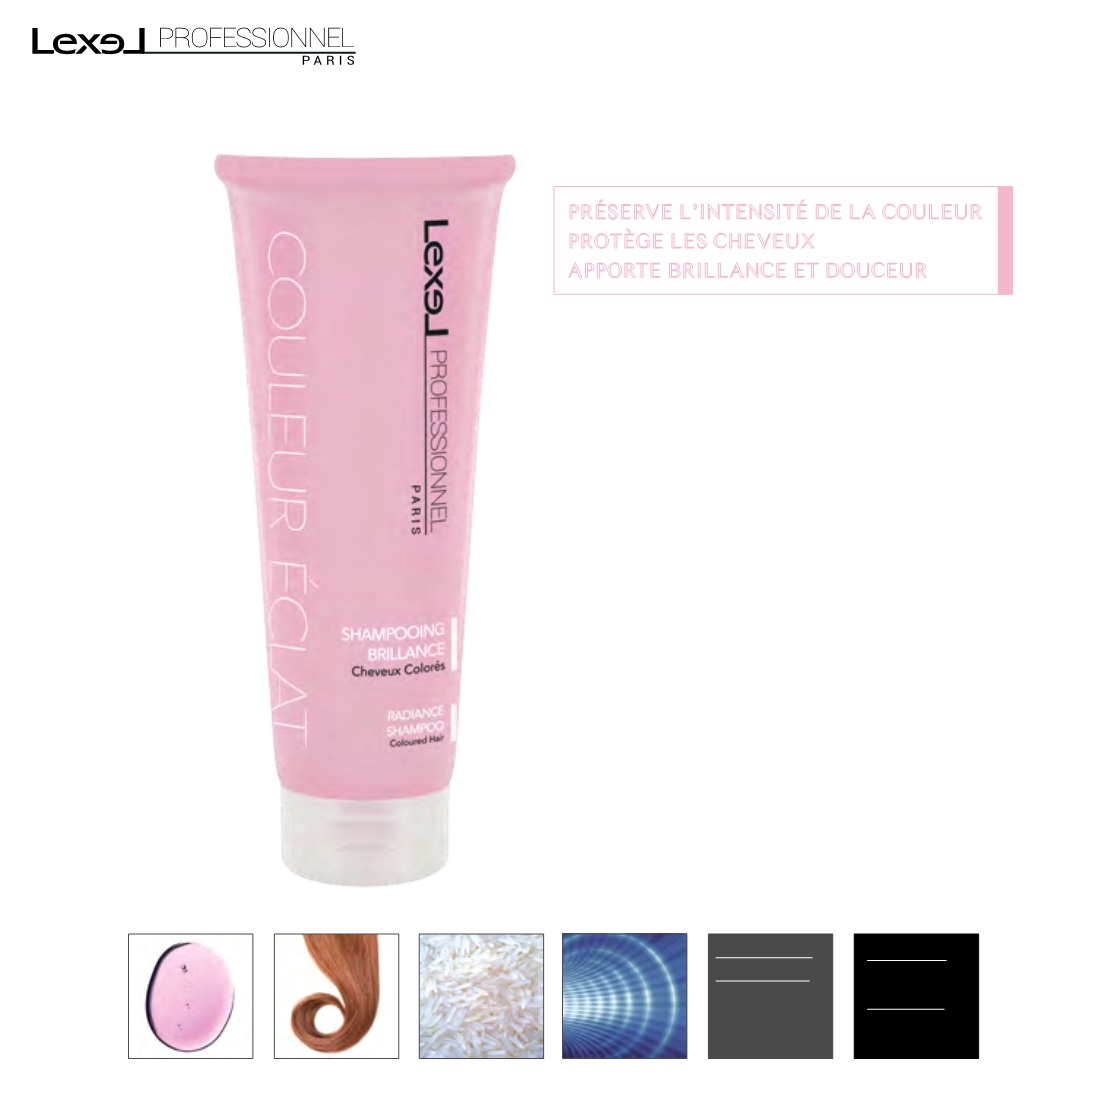 Lexel PROFESSIONNEL
PARIS
PRÉSERVE L'INTENSITÉ DE LA COULEUR
PROTÈGE LES CHEVEUX
APPORTE BRILLANCE ET DOUCEUR
COULEUR ÉCLAT
Lexel PROFESSIONNEL
PARIS
SHAMPOOING
BRILLANCE
Cheveux Colorés
RADIANCE
SHAMPOO
Coloured Hair